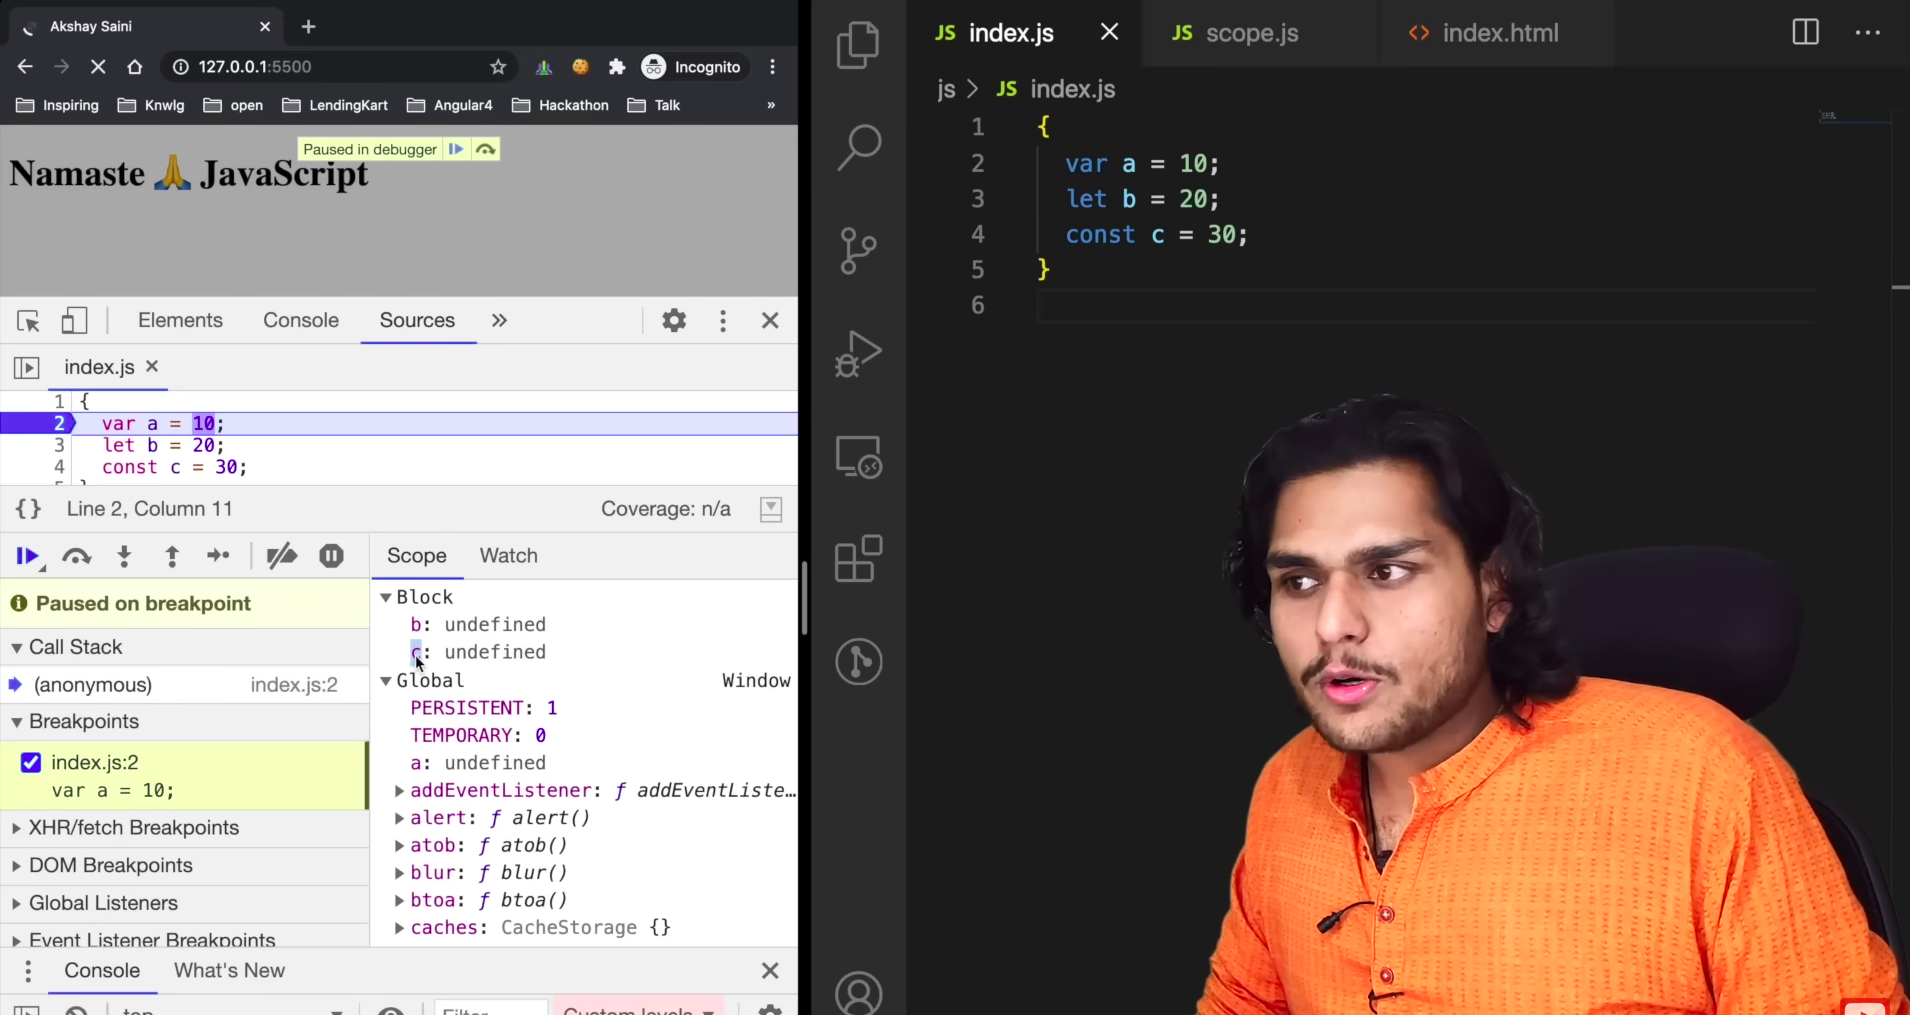 Akshay Saini
127.0.0.1:5500
Incognito
Inspiring Knwlg open LendingKart Angular4 Hackathon Talk »
Paused in debugger
Namaste 🙏 JavaScript
Elements Console Sources »
index.js
1 {
2 var a = 10;
3 let b = 20;
4 const c = 30;
{} Line 2, Column 11 Coverage: n/a
Paused on breakpoint
Call Stack
(anonymous) index.js:2
Breakpoints
index.js:2
var a = 10;
XHR/fetch Breakpoints
DOM Breakpoints
Global Listeners
Event Listener Breakpoints
Scope Watch
Block
b: undefined
c: undefined
Global Window
PERSISTENT: 1
TEMPORARY: 0
a: undefined
addEventListener: ƒ addEventListe…
alert: ƒ alert()
atob: ƒ atob()
blur: ƒ blur()
btoa: ƒ btoa()
caches: CacheStorage {}
Console What's New
top Filter Custom levels
JS index.js JS scope.js <> index.html
js > JS index.js
1 {
2 var a = 10;
3 let b = 20;
4 const c = 30;
5 }
6